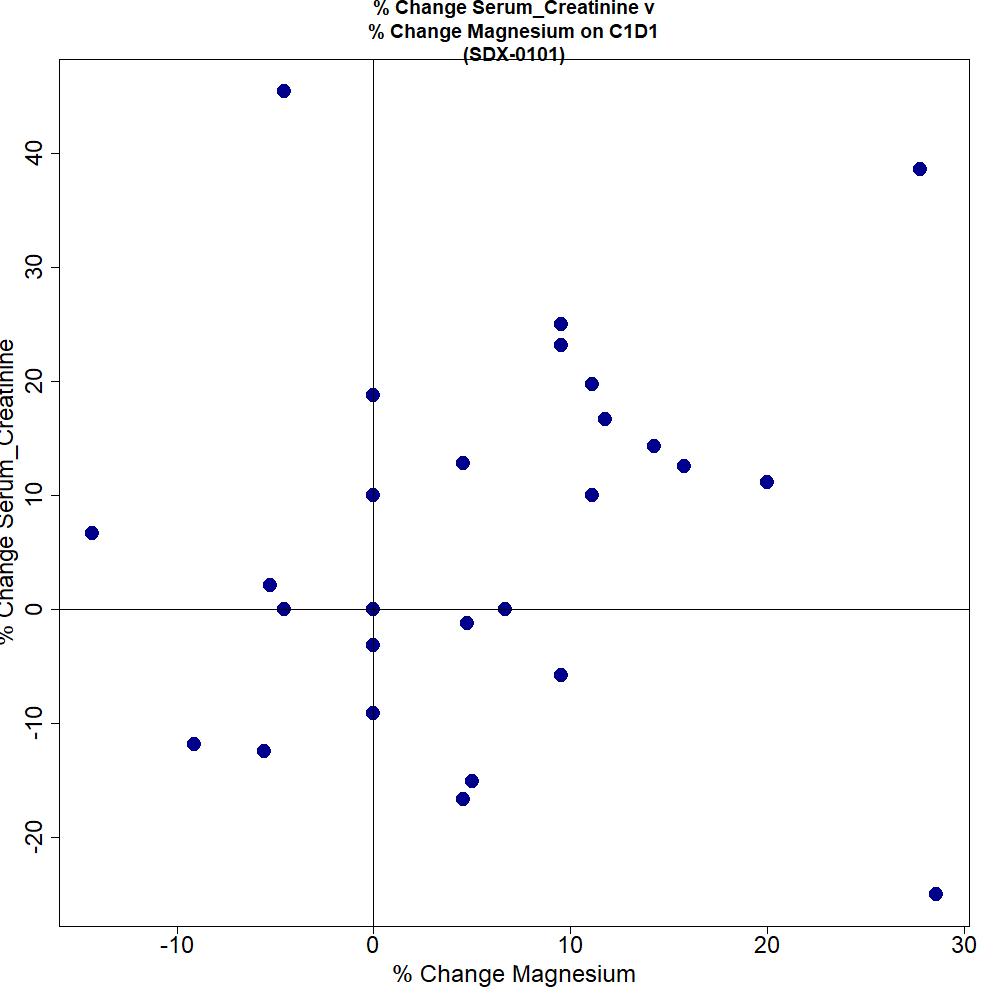 % Change Serum_Creatinine v
% Change Magnesium on C1D1
(SDX-0101)
% Change Serum_Creatinine
40
30
20
10
0
-10
-20
-10
0
10
20
30
% Change Magnesium